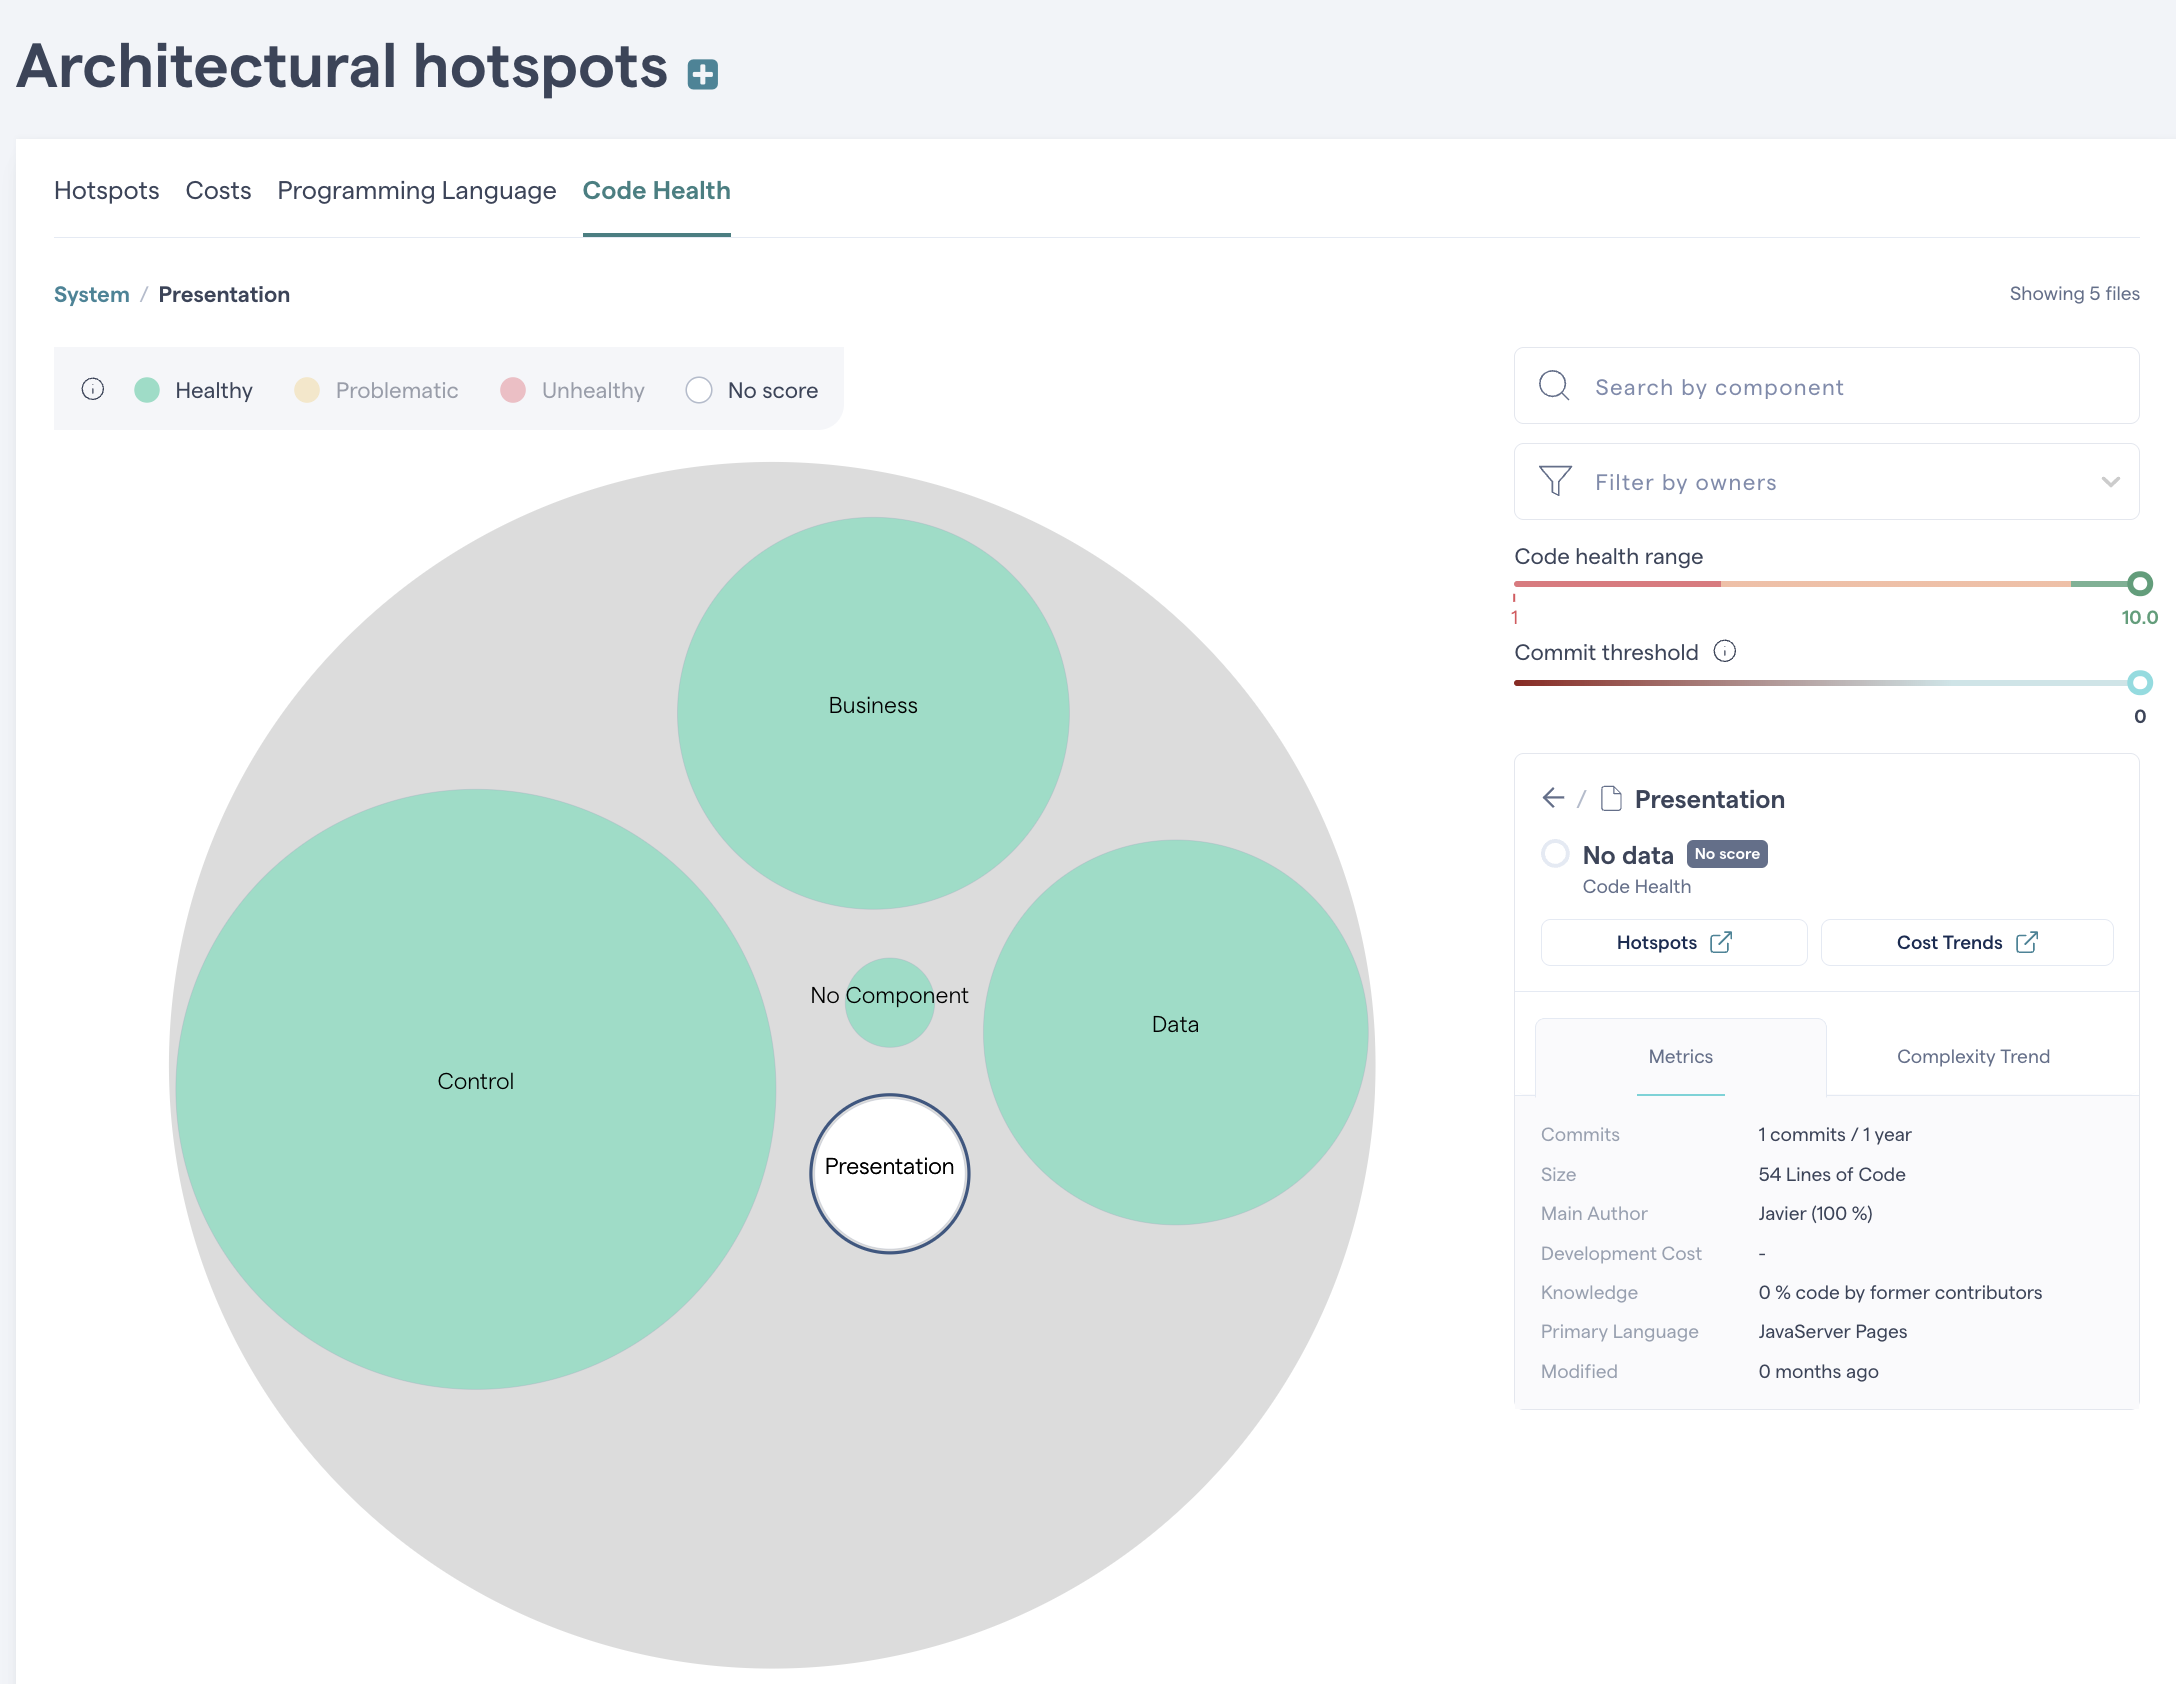 Architectural hotspots
Hotspots Costs Programming Language Code Health
System / Presentation
Showing 5 files
Healthy Problematic Unhealthy No score
Search by component
Filter by owners
Code health range
1
10.0
Commit threshold
0
Business
Control
No Component
Data
Presentation
/ Presentation
No data No score
Code Health
Hotspots Cost Trends
Metrics Complexity Trend
Commits 1 commits / 1 year
Size 54 Lines of Code
Main Author Javier (100 %)
Development Cost -
Knowledge 0 % code by former contributors
Primary Language JavaServer Pages
Modified 0 months ago